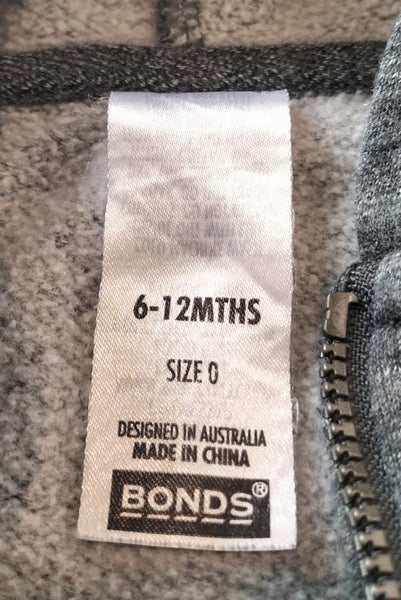 6-12MTHS
SIZE 0
DESIGNED IN AUSTRALIA
MADE IN CHINA
BONDS®